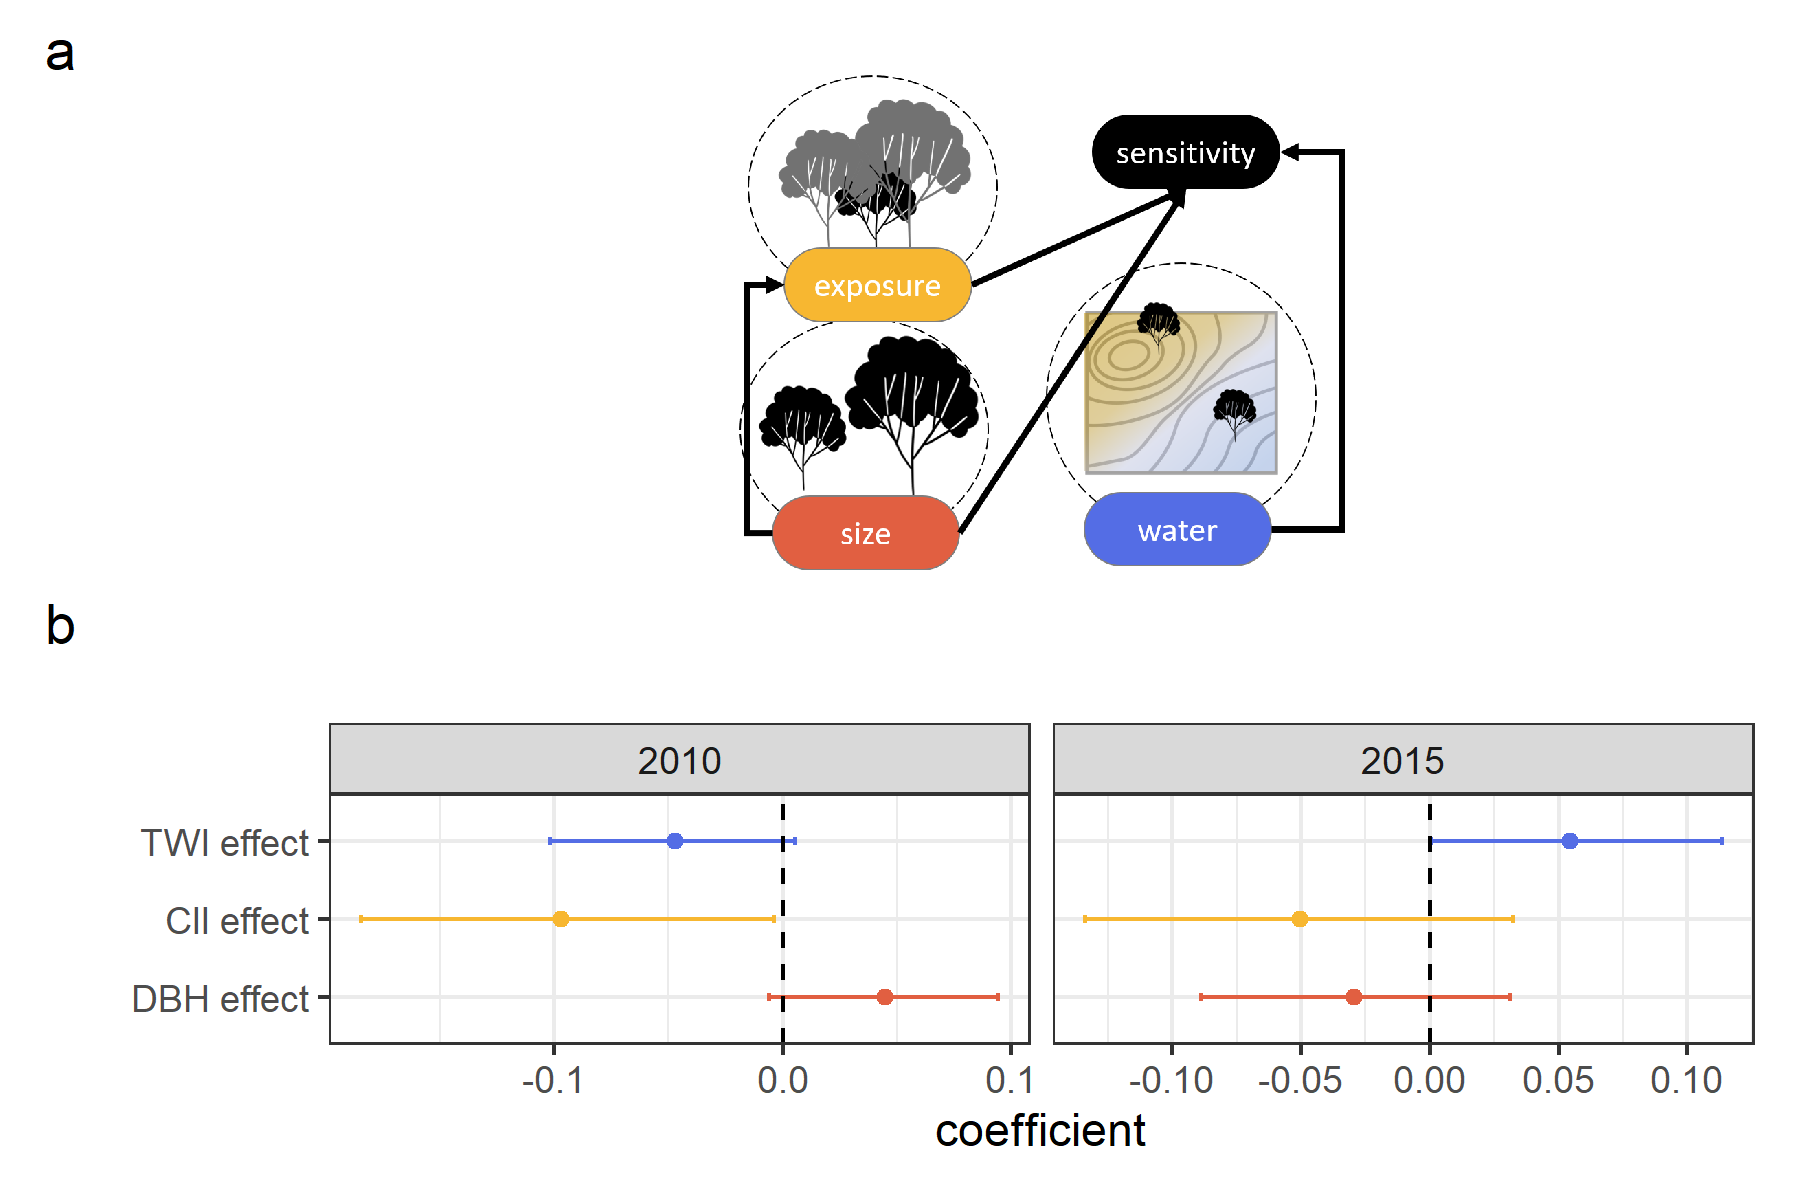 a
sensitivity
exposure
size
water
b
2010
2015
TWI effect
CII effect
DBH effect
-0.1
0.0
0.1
-0.10
-0.05
0.00
0.05
0.10
coefficient